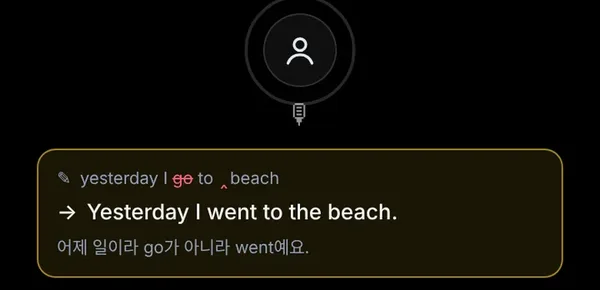 yesterday I go to ‸beach
→ Yesterday I went to the beach.
어제 일이라 go가 아니라 went예요.